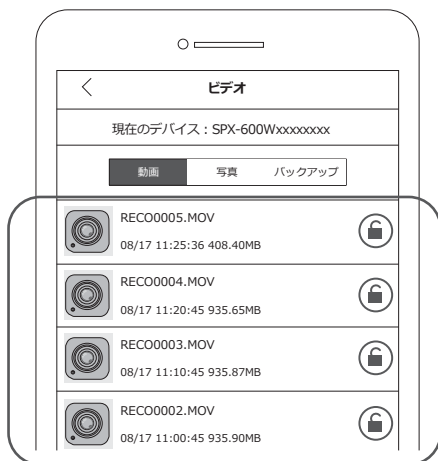 ビデオ
現在のデバイス：SPX-600Wxxxxxxxx
動画 写真 バックアップ
RECO0005.MOV
08/17 11:25:36 408.40MB
RECO0004.MOV
08/17 11:20:45 935.65MB
RECO0003.MOV
08/17 11:10:45 935.87MB
RECO0002.MOV
08/17 11:00:45 935.90MB